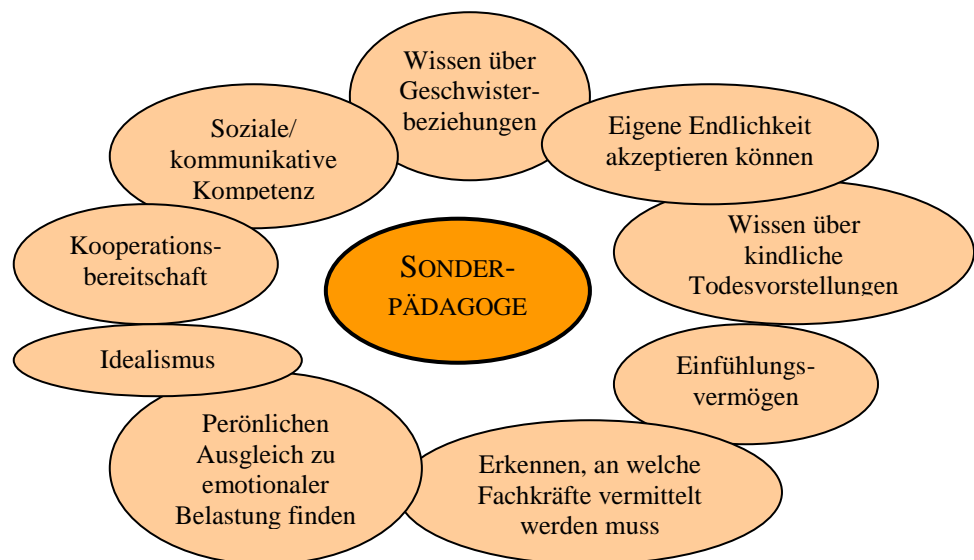 Wissen über
Geschwister-
beziehungen
Eigene Endlichkeit
akzeptieren können
Wissen über
kindliche
Todesvorstellungen
Einfühlungs-
vermögen
Erkennen, an welche
Fachkräfte vermittelt
werden muss
Perönlichen
Ausgleich zu
emotionaler
Belastung finden
Idealismus
Kooperations-
bereitschaft
Soziale/
kommunikative
Kompetenz
SONDER-
PÄDAGOGE